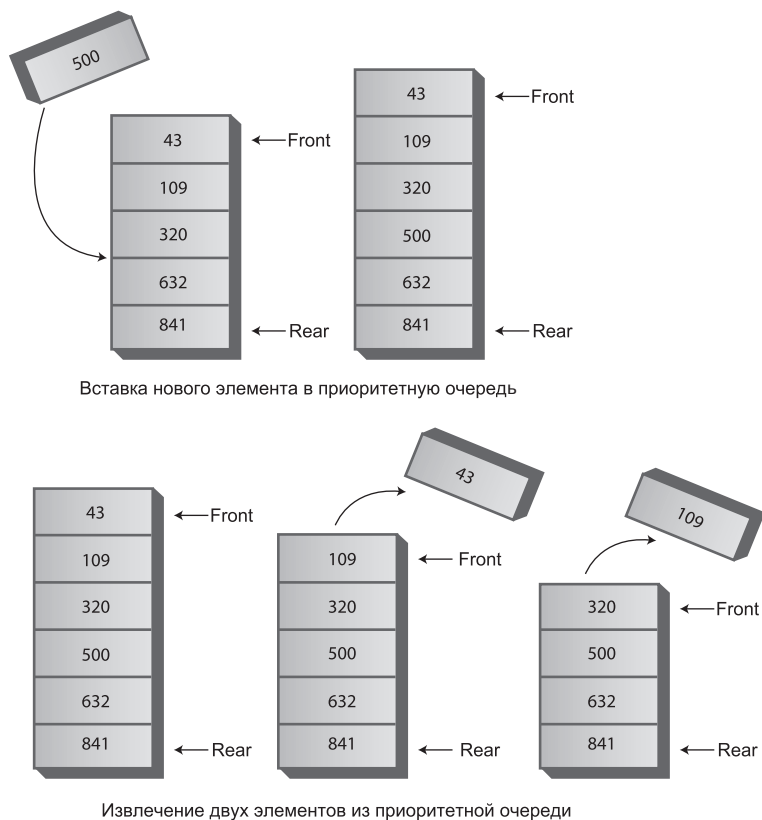 500
43
109
320
632
841
Front
Rear
43
109
320
500
632
841
Front
Rear
Вставка нового элемента в приоритетную очередь
43
109
320
500
632
841
Front
Rear
43
109
320
500
632
841
Front
Rear
109
320
500
632
841
Front
Rear
Извлечение двух элементов из приоритетной очереди